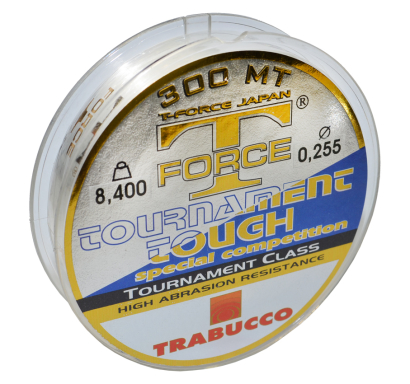 300 MT
T-FORCE JAPAN
T ®
FORCE
8,400
Ø 0,255
TOURNAMENT
TOUGH
special competition
TOURNAMENT CLASS
HIGH ABRASION RESISTANCE
TRABUCCO
FORCE